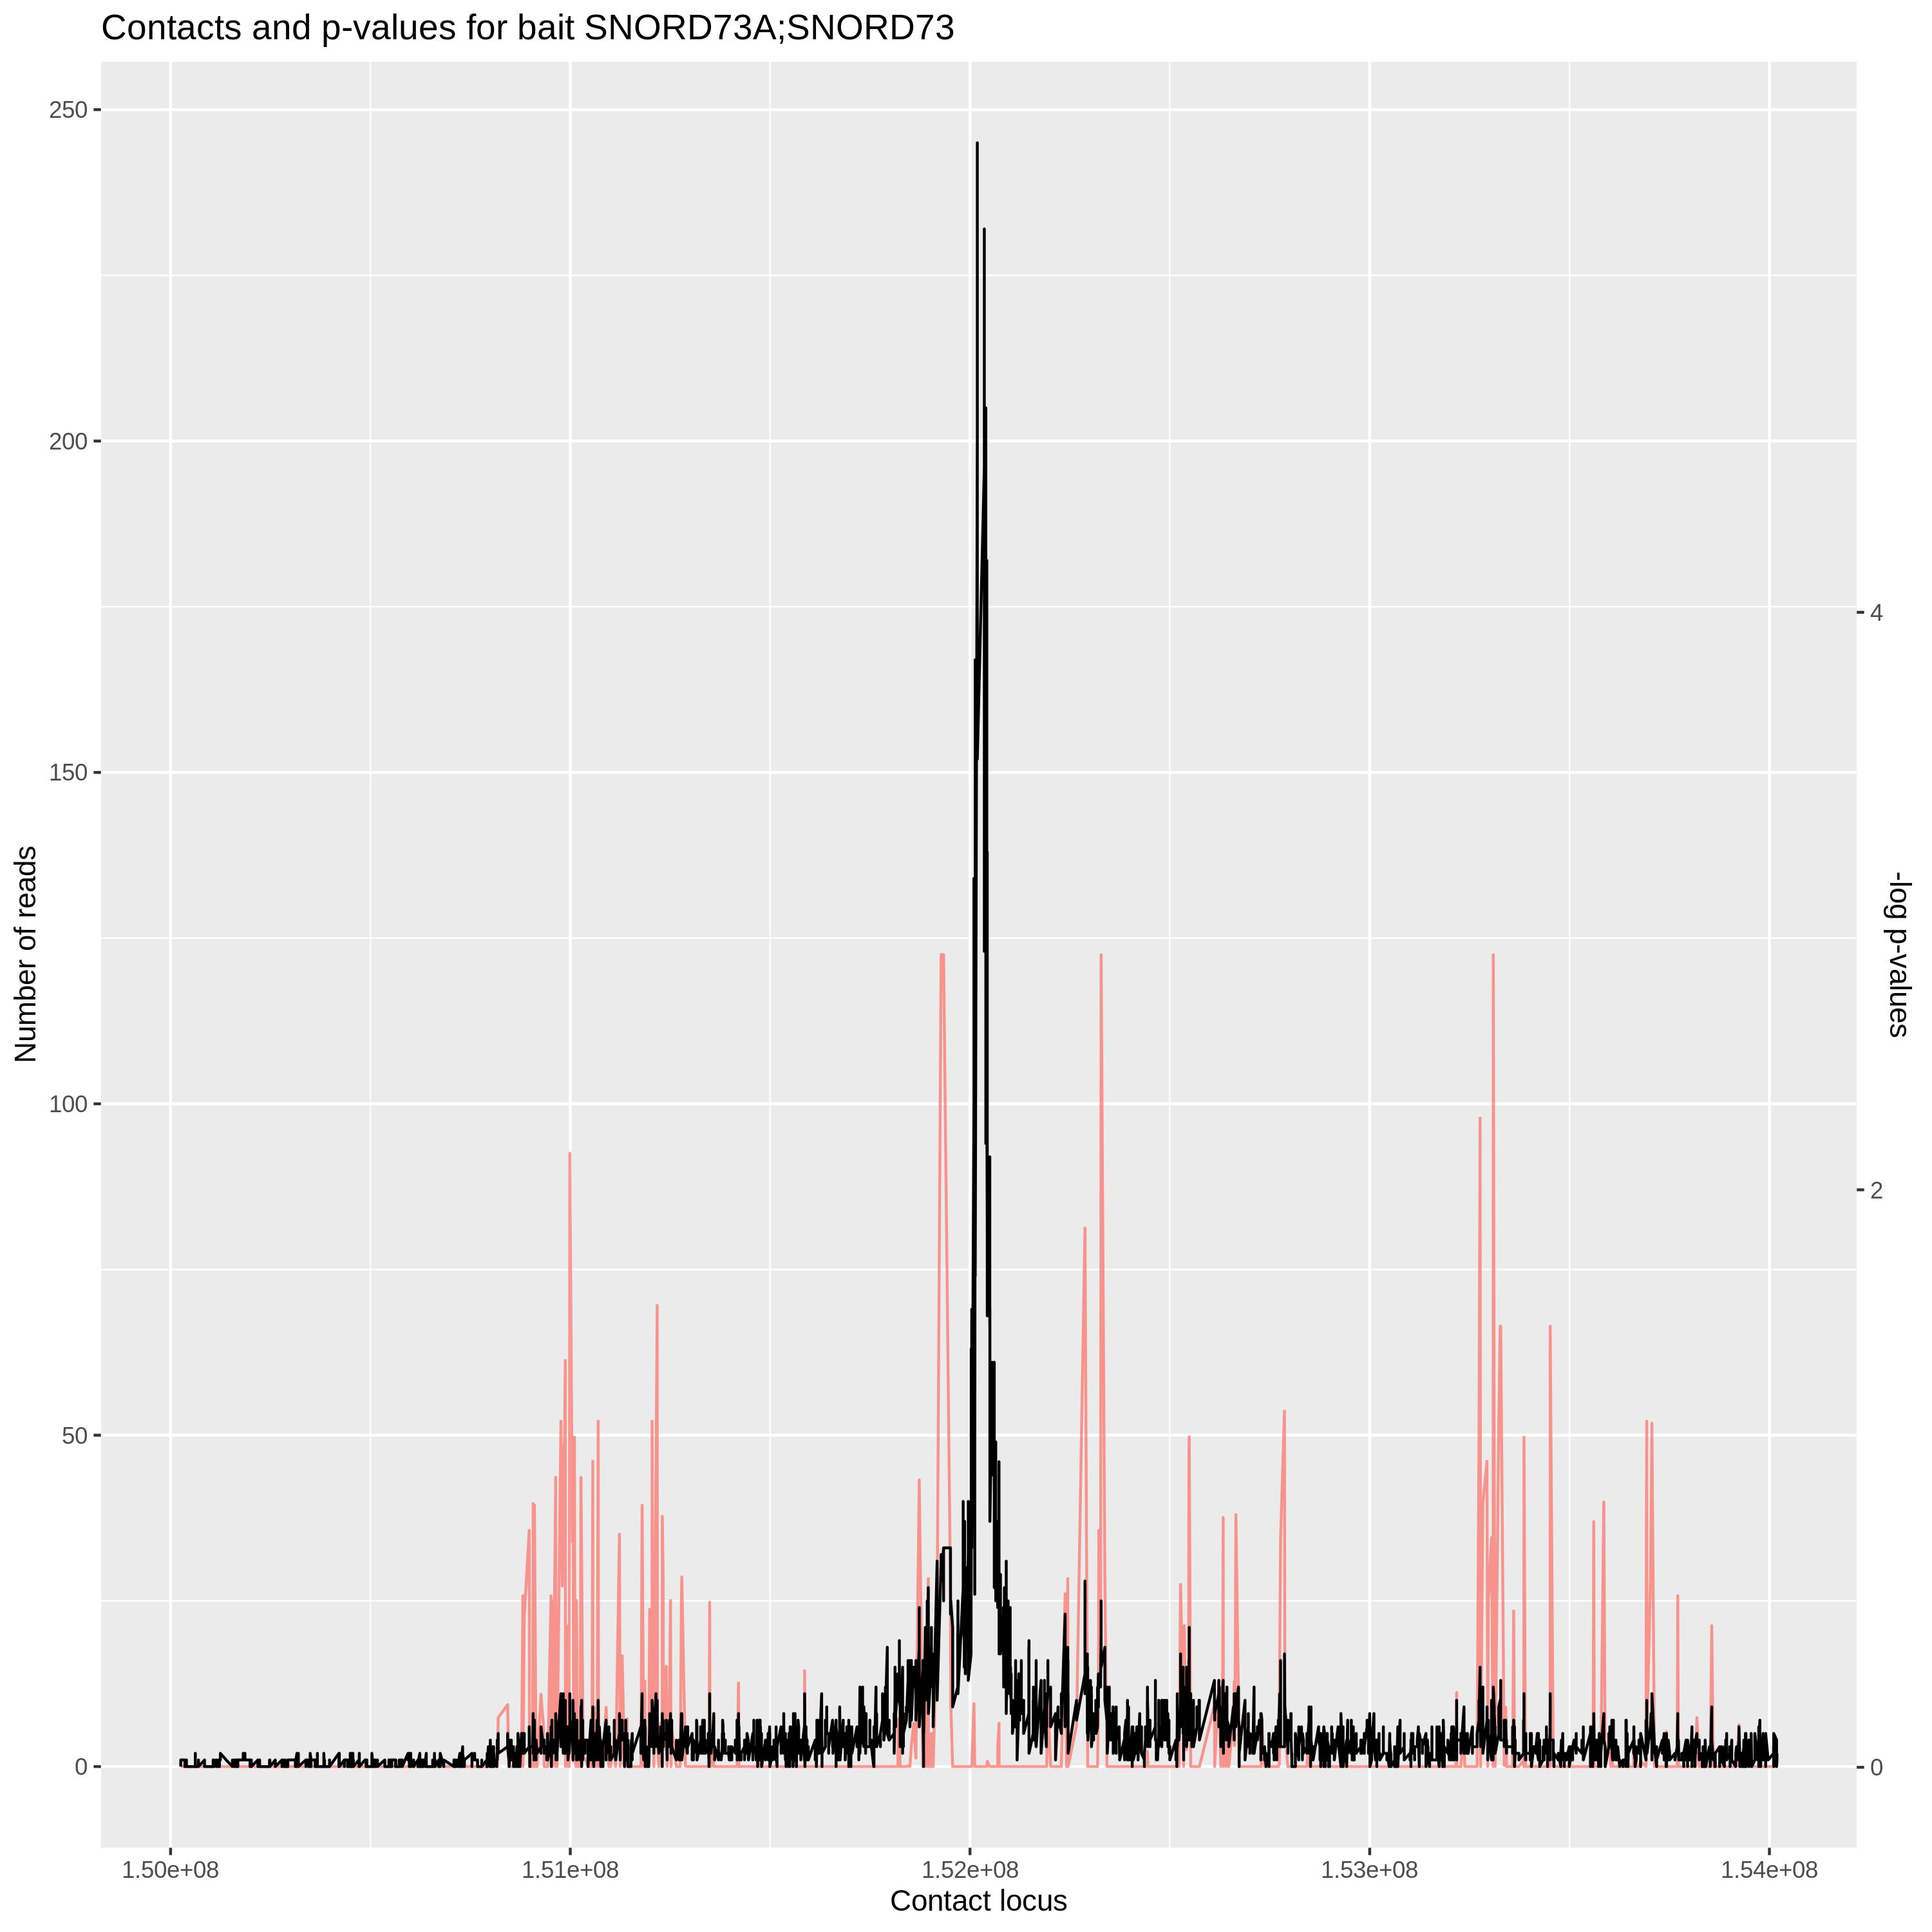 Contacts and p-values for bait SNORD73A;SNORD73
250
200
150
100
50
0
Number of reads
4
2
0
-log p-values
1.50e+08
1.51e+08
1.52e+08
1.53e+08
1.54e+08
Contact locus